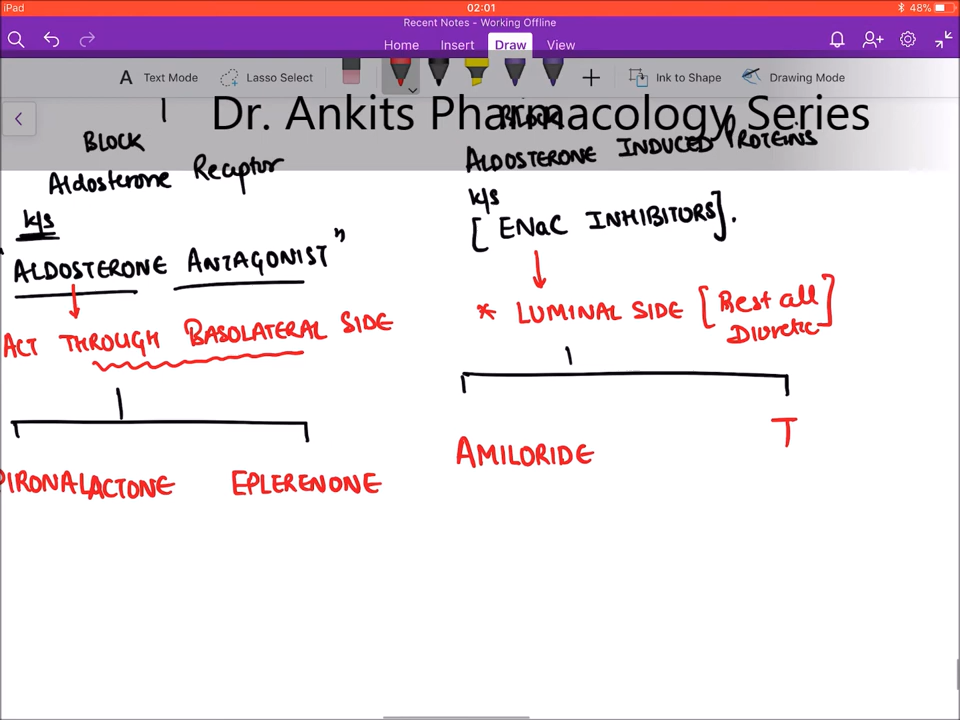 iPad
02:01
48%
Recent Notes - Working Offline
Home Insert Draw View
Text Mode Lasso Select Ink to Shape Drawing Mode
Dr. Ankits Pharmacology Series
BLOCK
Aldosterone Receptor
k/s
"ALDOSTERONE ANTAGONIST"
ACT THROUGH BASOLATERAL SIDE
PIRONALACTONE EPLERENONE
BLOCK
ALDOSTERONE INDUCED PROTEINS
k/s
[ENaC INHIBITORS].
* LUMINAL SIDE [Rest all
Diuretic]
AMILORIDE T